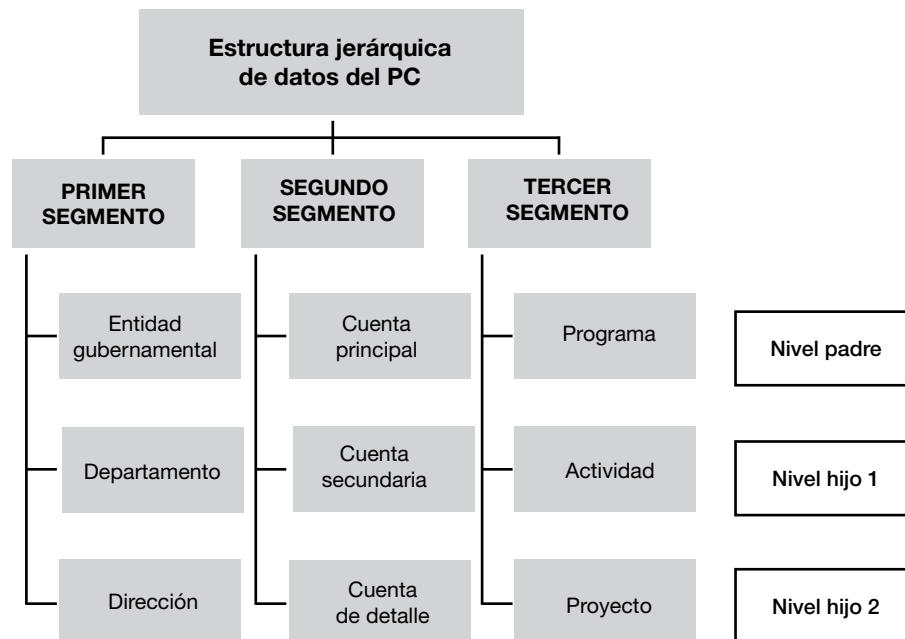 Estructura jerárquica
de datos del PC
PRIMER
SEGMENTO
SEGUNDO
SEGMENTO
TERCER
SEGMENTO
Entidad
gubernamental
Cuenta
principal
Programa
Nivel padre
Departamento
Cuenta
secundaria
Actividad
Nivel hijo 1
Dirección
Cuenta
de detalle
Proyecto
Nivel hijo 2